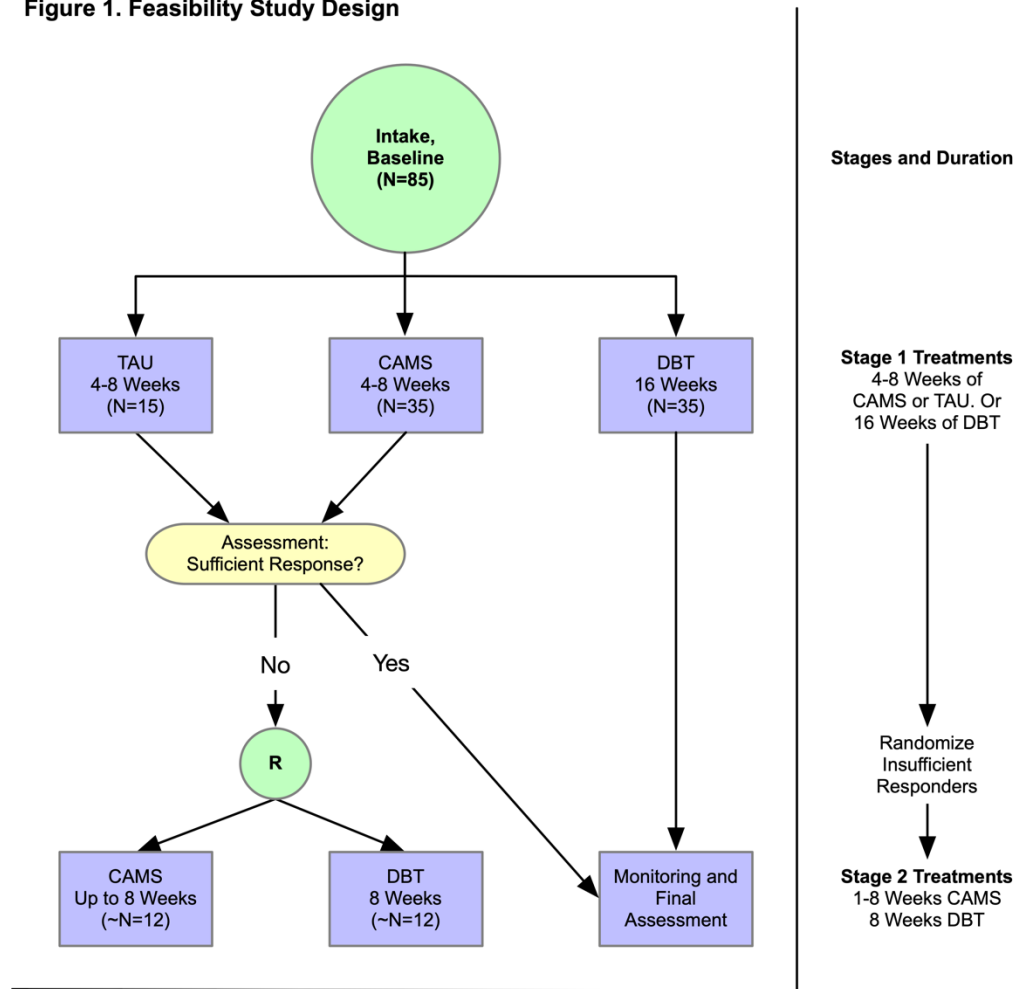 Figure 1. Feasibility Study Design
Intake,
Baseline
(N=85)
Stages and Duration
TAU
4-8 Weeks
(N=15)
CAMS
4-8 Weeks
(N=35)
DBT
16 Weeks
(N=35)
Stage 1 Treatments
4-8 Weeks of
CAMS or TAU. Or
16 Weeks of DBT
Assessment:
Sufficient Response?
No
Yes
R
Randomize
Insufficient
Responders
CAMS
Up to 8 Weeks
(~N=12)
DBT
8 Weeks
(~N=12)
Monitoring and
Final
Assessment
Stage 2 Treatments
1-8 Weeks CAMS
8 Weeks DBT